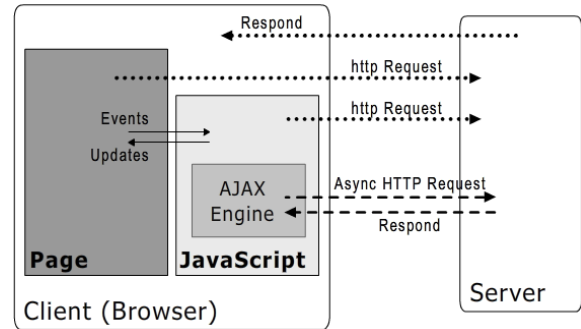 Respond
http Request
http Request
Events
Updates
AJAX
Engine
Async HTTP Request
Respond
Page
JavaScript
Client (Browser)
Server